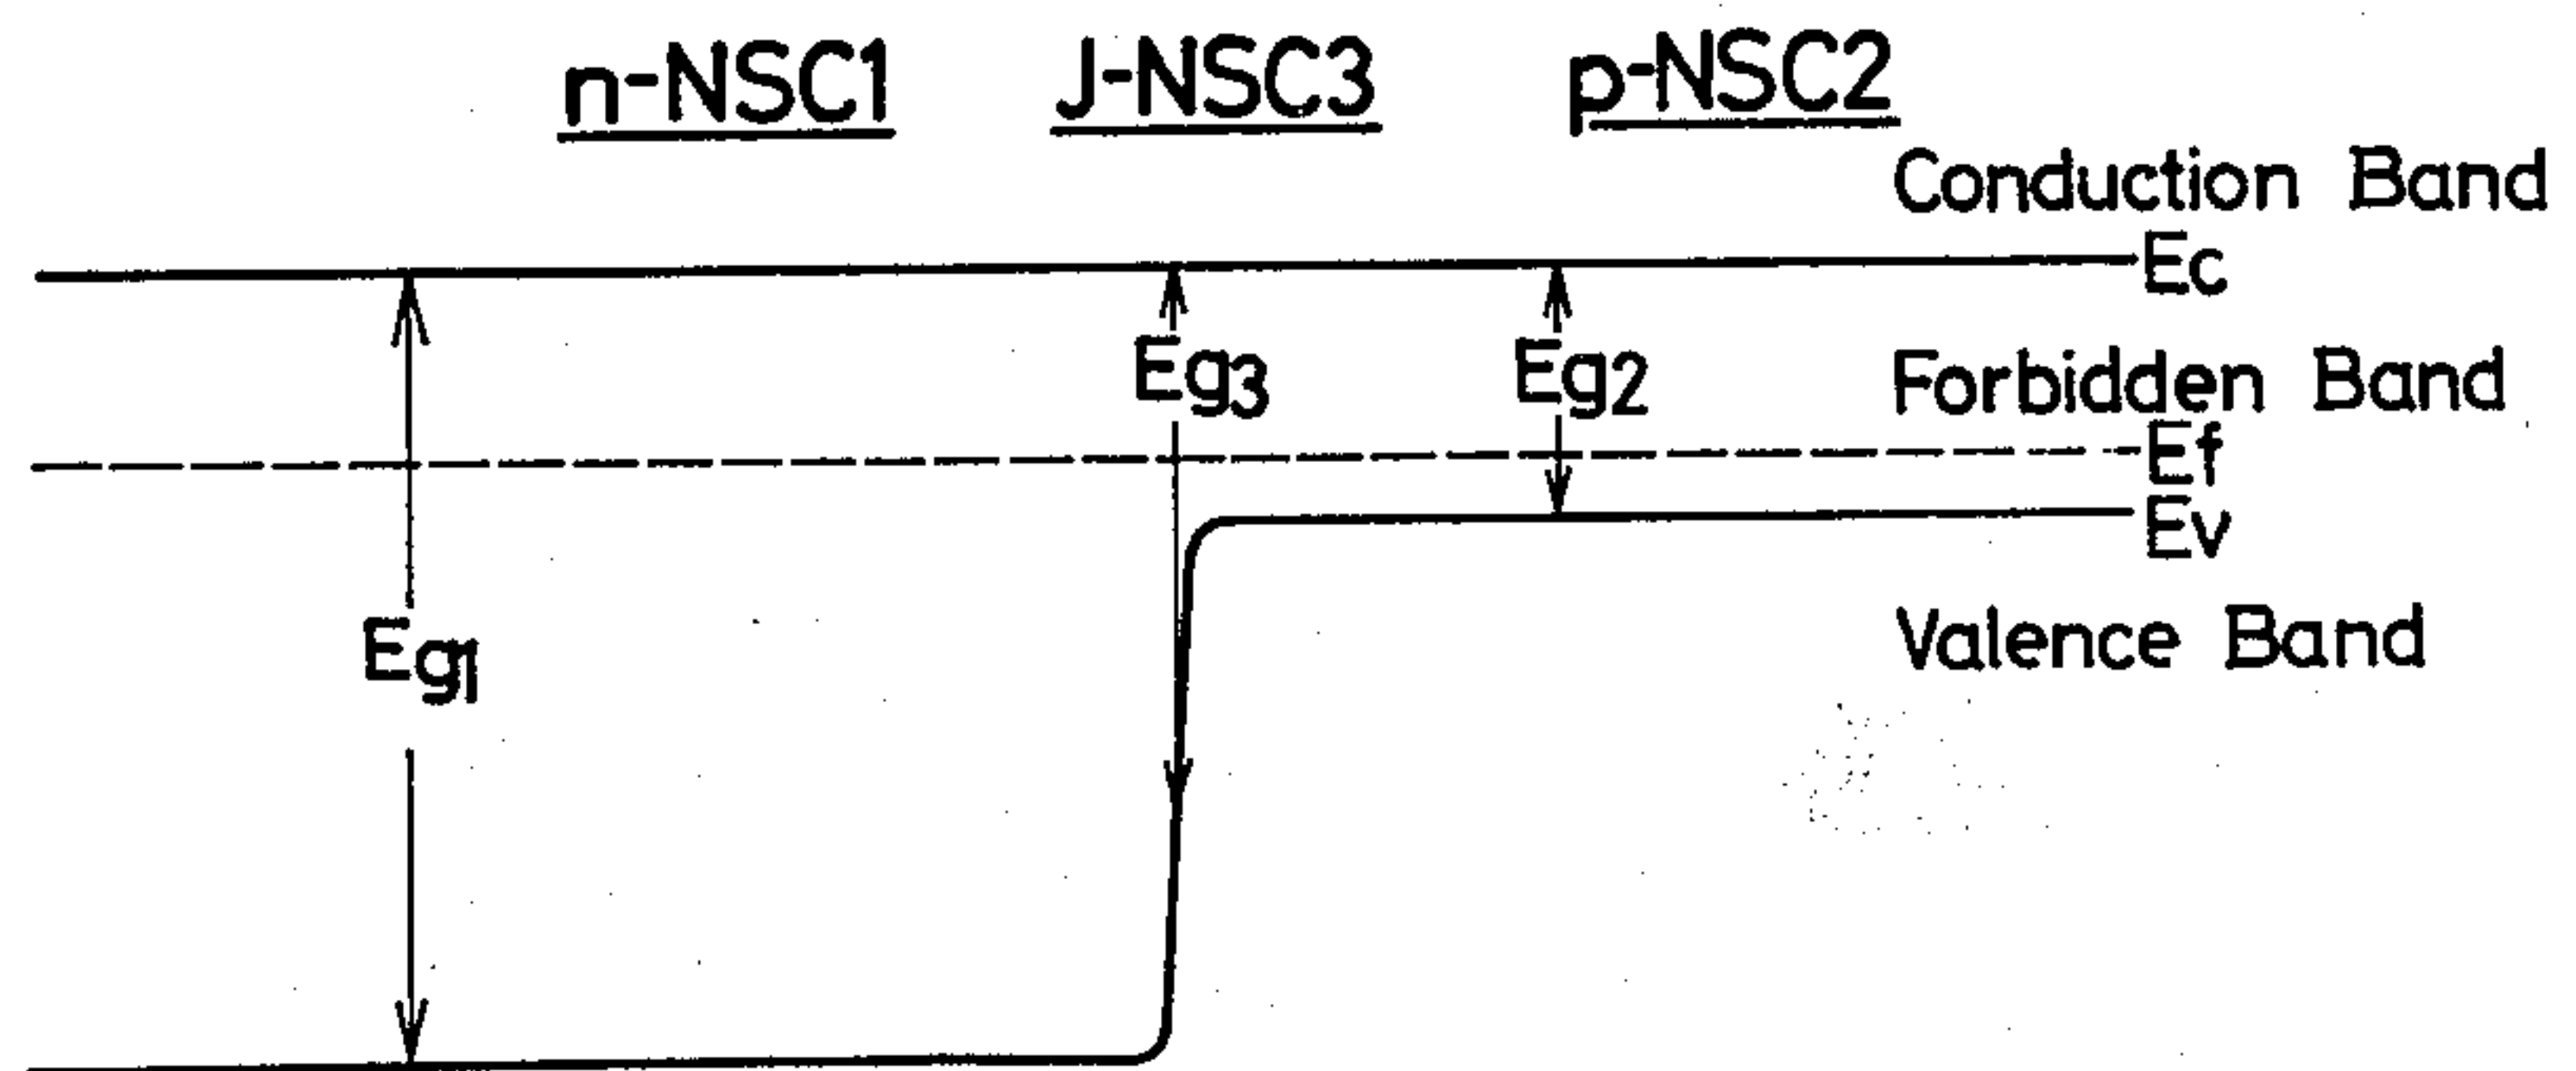 n-NSC1 J-NSC3 p-NSC2
Conduction Band
Ec
Eg3 Eg2 Forbidden Band
Ef
Ev
Eg1 Valence Band